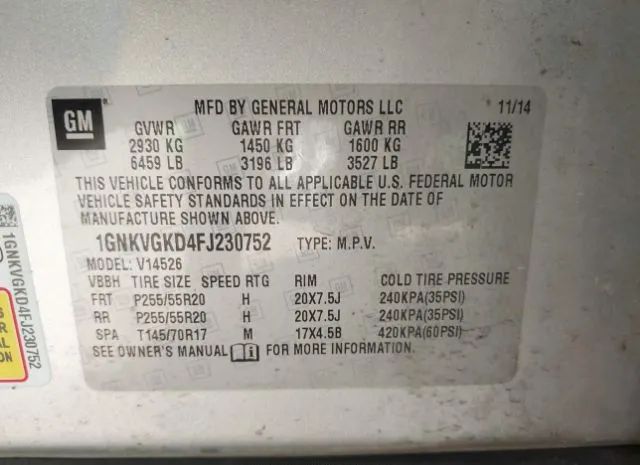 GM
MFD BY GENERAL MOTORS LLC 11/14
GVWR GAWR FRT GAWR RR
2930 KG 1450 KG 1600 KG
6459 LB 3196 LB 3527 LB
THIS VEHICLE CONFORMS TO ALL APPLICABLE U.S. FEDERAL MOTOR
VEHICLE SAFETY STANDARDS IN EFFECT ON THE DATE OF
MANUFACTURE SHOWN ABOVE.
1GNKVGKD4FJ230752 TYPE: M.P.V.
MODEL: V14526
VBBH TIRE SIZE SPEED RTG RIM COLD TIRE PRESSURE
FRT P255/55R20 H 20X7.5J 240KPA(35PSI)
RR P255/55R20 H 20X7.5J 240KPA(35PSI)
SPA T145/70R17 M 17X4.5B 420KPA(60PSI)
SEE OWNER'S MANUAL FOR MORE INFORMATION.
1GNKVGKD4FJ230752